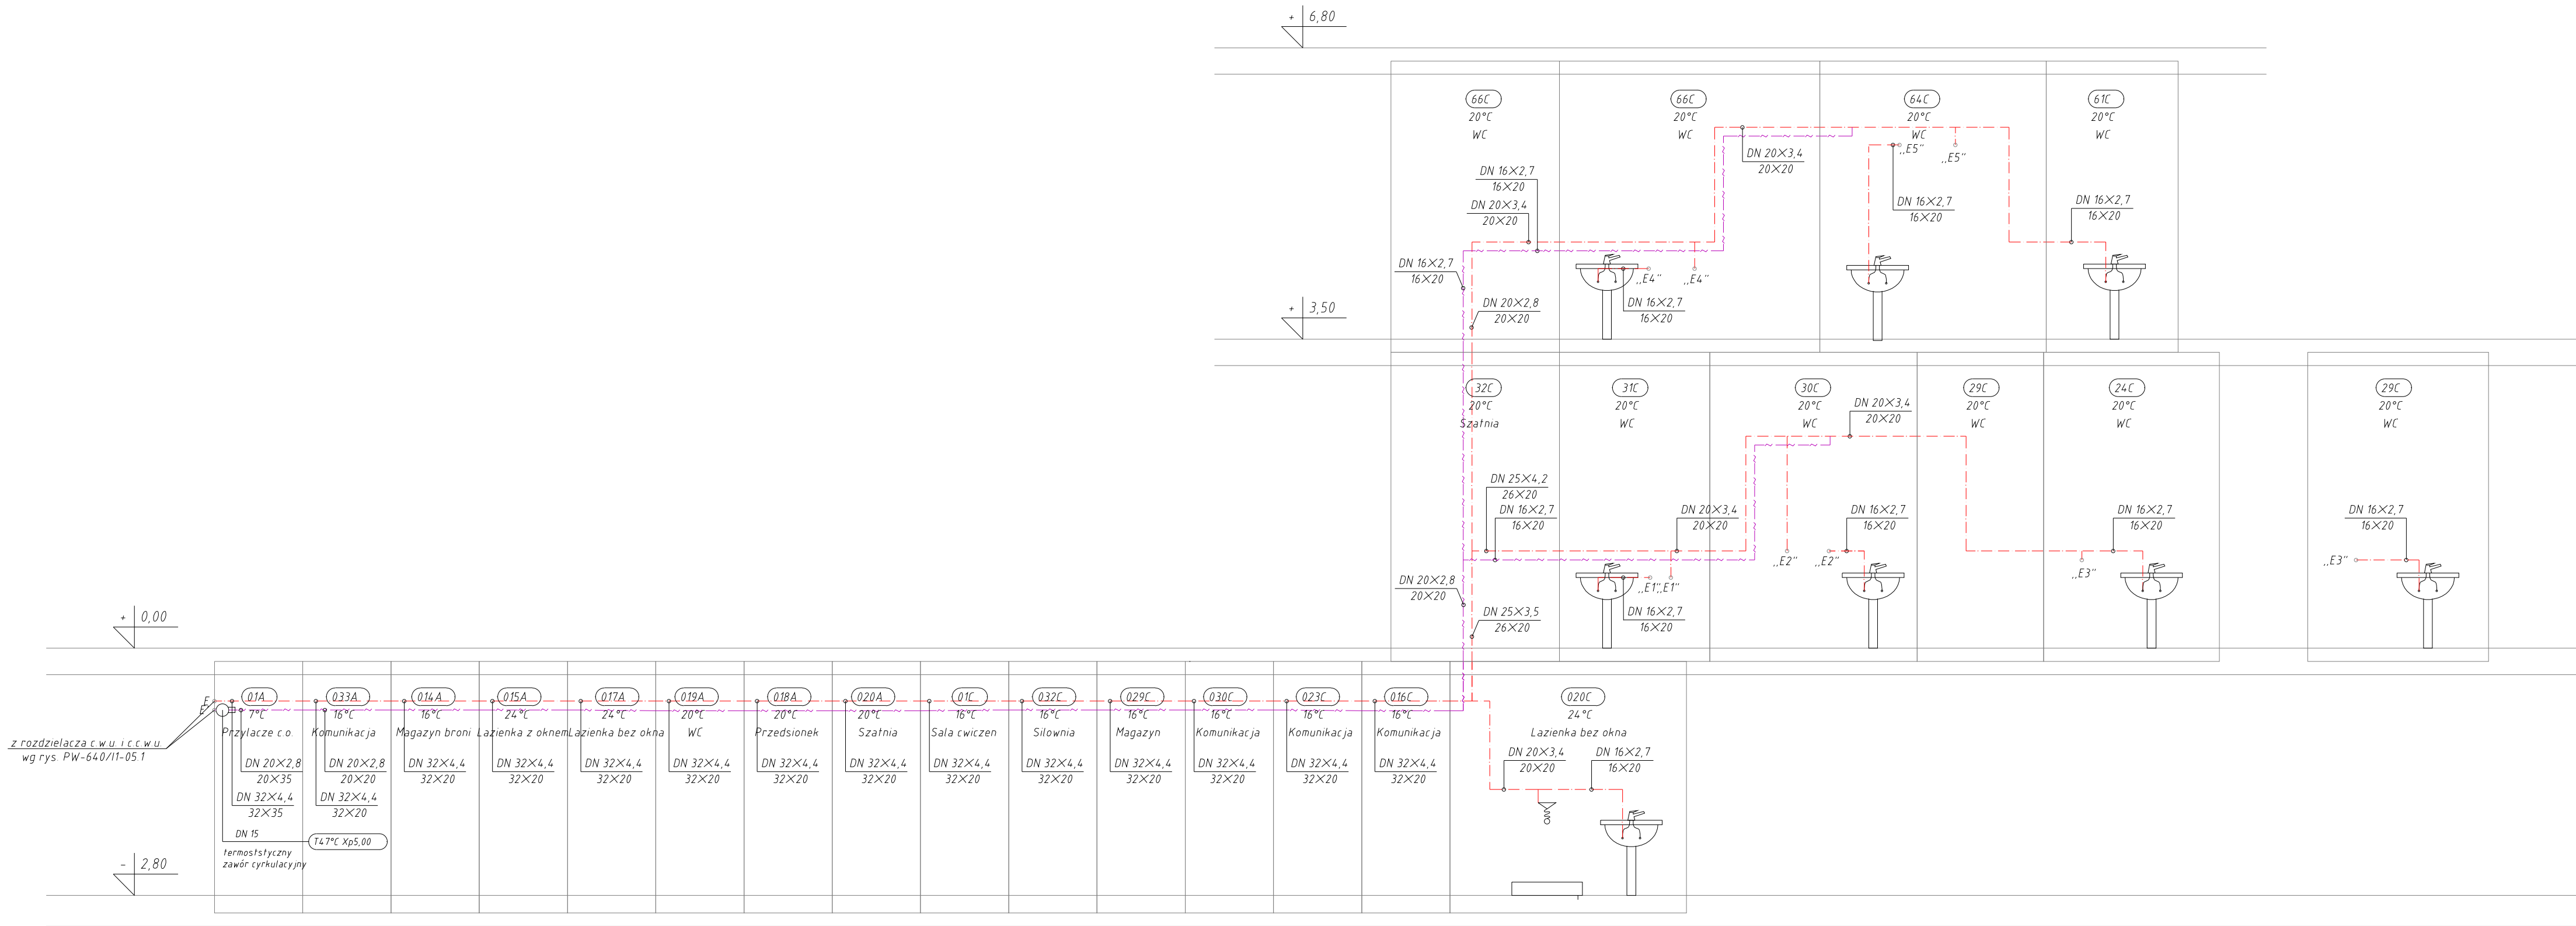 + 6,80
66C
20°C
WC
66C
20°C
WC
64C
20°C
WC
61C
20°C
WC
DN 20×3,4
20×20
„E5"
„E5"
DN 16×2,7
16×20
DN 20×3,4
20×20
DN 16×2,7
16×20
DN 16×2,7
16×20
DN 16×2,7
16×20
„E4"
„E4"
DN 20×2,8
20×20
DN 16×2,7
16×20
+ 3,50
32C
20°C
Szatnia
31C
20°C
WC
30C
20°C
WC
29C
20°C
WC
24C
20°C
WC
29C
20°C
WC
DN 20×3,4
20×20
DN 25×4,2
26×20
DN 16×2,7
16×20
DN 20×3,4
20×20
DN 16×2,7
16×20
DN 16×2,7
16×20
DN 16×2,7
16×20
„E2"
„E2"
„E3"
„E3"
DN 20×2,8
20×20
„E1"
„E1"
DN 25×3,5
26×20
DN 16×2,7
16×20
+ 0,00
E
E
z rozdzielacza c.w.u. i c.c.w.u.
wg rys. PW-640/I1-05.1
0.1A
7°C
Przylacze c.o.
033A
16°C
Komunikacja
014A
16°C
Magazyn broni
015A
24°C
Lazienka z oknem
017A
24°C
Lazienka bez okna
019A
20°C
WC
018A
20°C
Przedsionek
020A
20°C
Szatnia
01C
16°C
Sala cwiczen
032C
16°C
Silownia
029C
16°C
Magazyn
030C
16°C
Komunikacja
023C
16°C
Komunikacja
016C
16°C
Komunikacja
020C
24°C
Lazienka bez okna
DN 20×2,8
20×35
DN 20×2,8
20×20
DN 32×4,4
32×20
DN 32×4,4
32×20
DN 32×4,4
32×20
DN 32×4,4
32×20
DN 32×4,4
32×20
DN 32×4,4
32×20
DN 32×4,4
32×20
DN 32×4,4
32×20
DN 32×4,4
32×20
DN 32×4,4
32×20
DN 32×4,4
32×20
DN 32×4,4
32×20
DN 20×3,4
20×20
DN 16×2,7
16×20
DN 32×4,4
32×35
DN 32×4,4
32×20
DN 15
T47°C Xp5,00
termoststyczny
zawór cyrkulacyjny
- 2,80